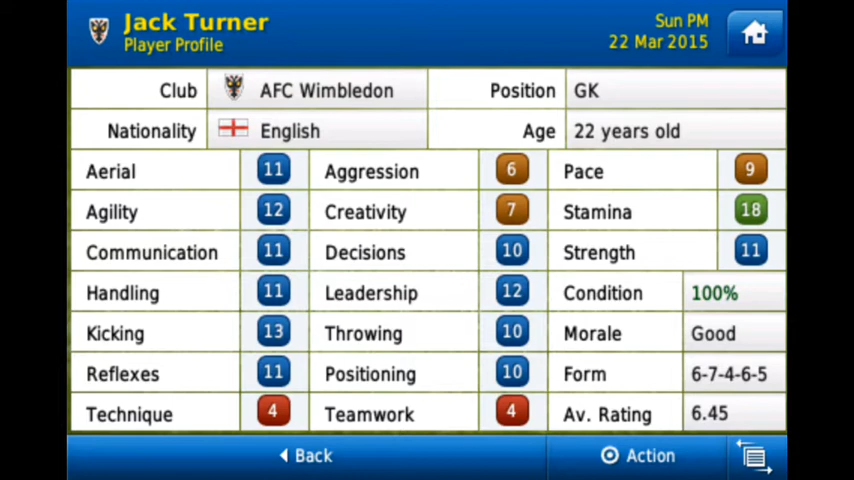 Jack Turner
Player Profile
Sun PM
22 Mar 2015
Club AFC Wimbledon Position GK
Nationality English Age 22 years old
Aerial 11 Aggression 6 Pace 9
Agility 12 Creativity 7 Stamina 18
Communication 11 Decisions 10 Strength 11
Handling 11 Leadership 12 Condition 100%
Kicking 13 Throwing 10 Morale Good
Reflexes 11 Positioning 10 Form 6-7-4-6-5
Technique 4 Teamwork 4 Av. Rating 6.45
Back Action